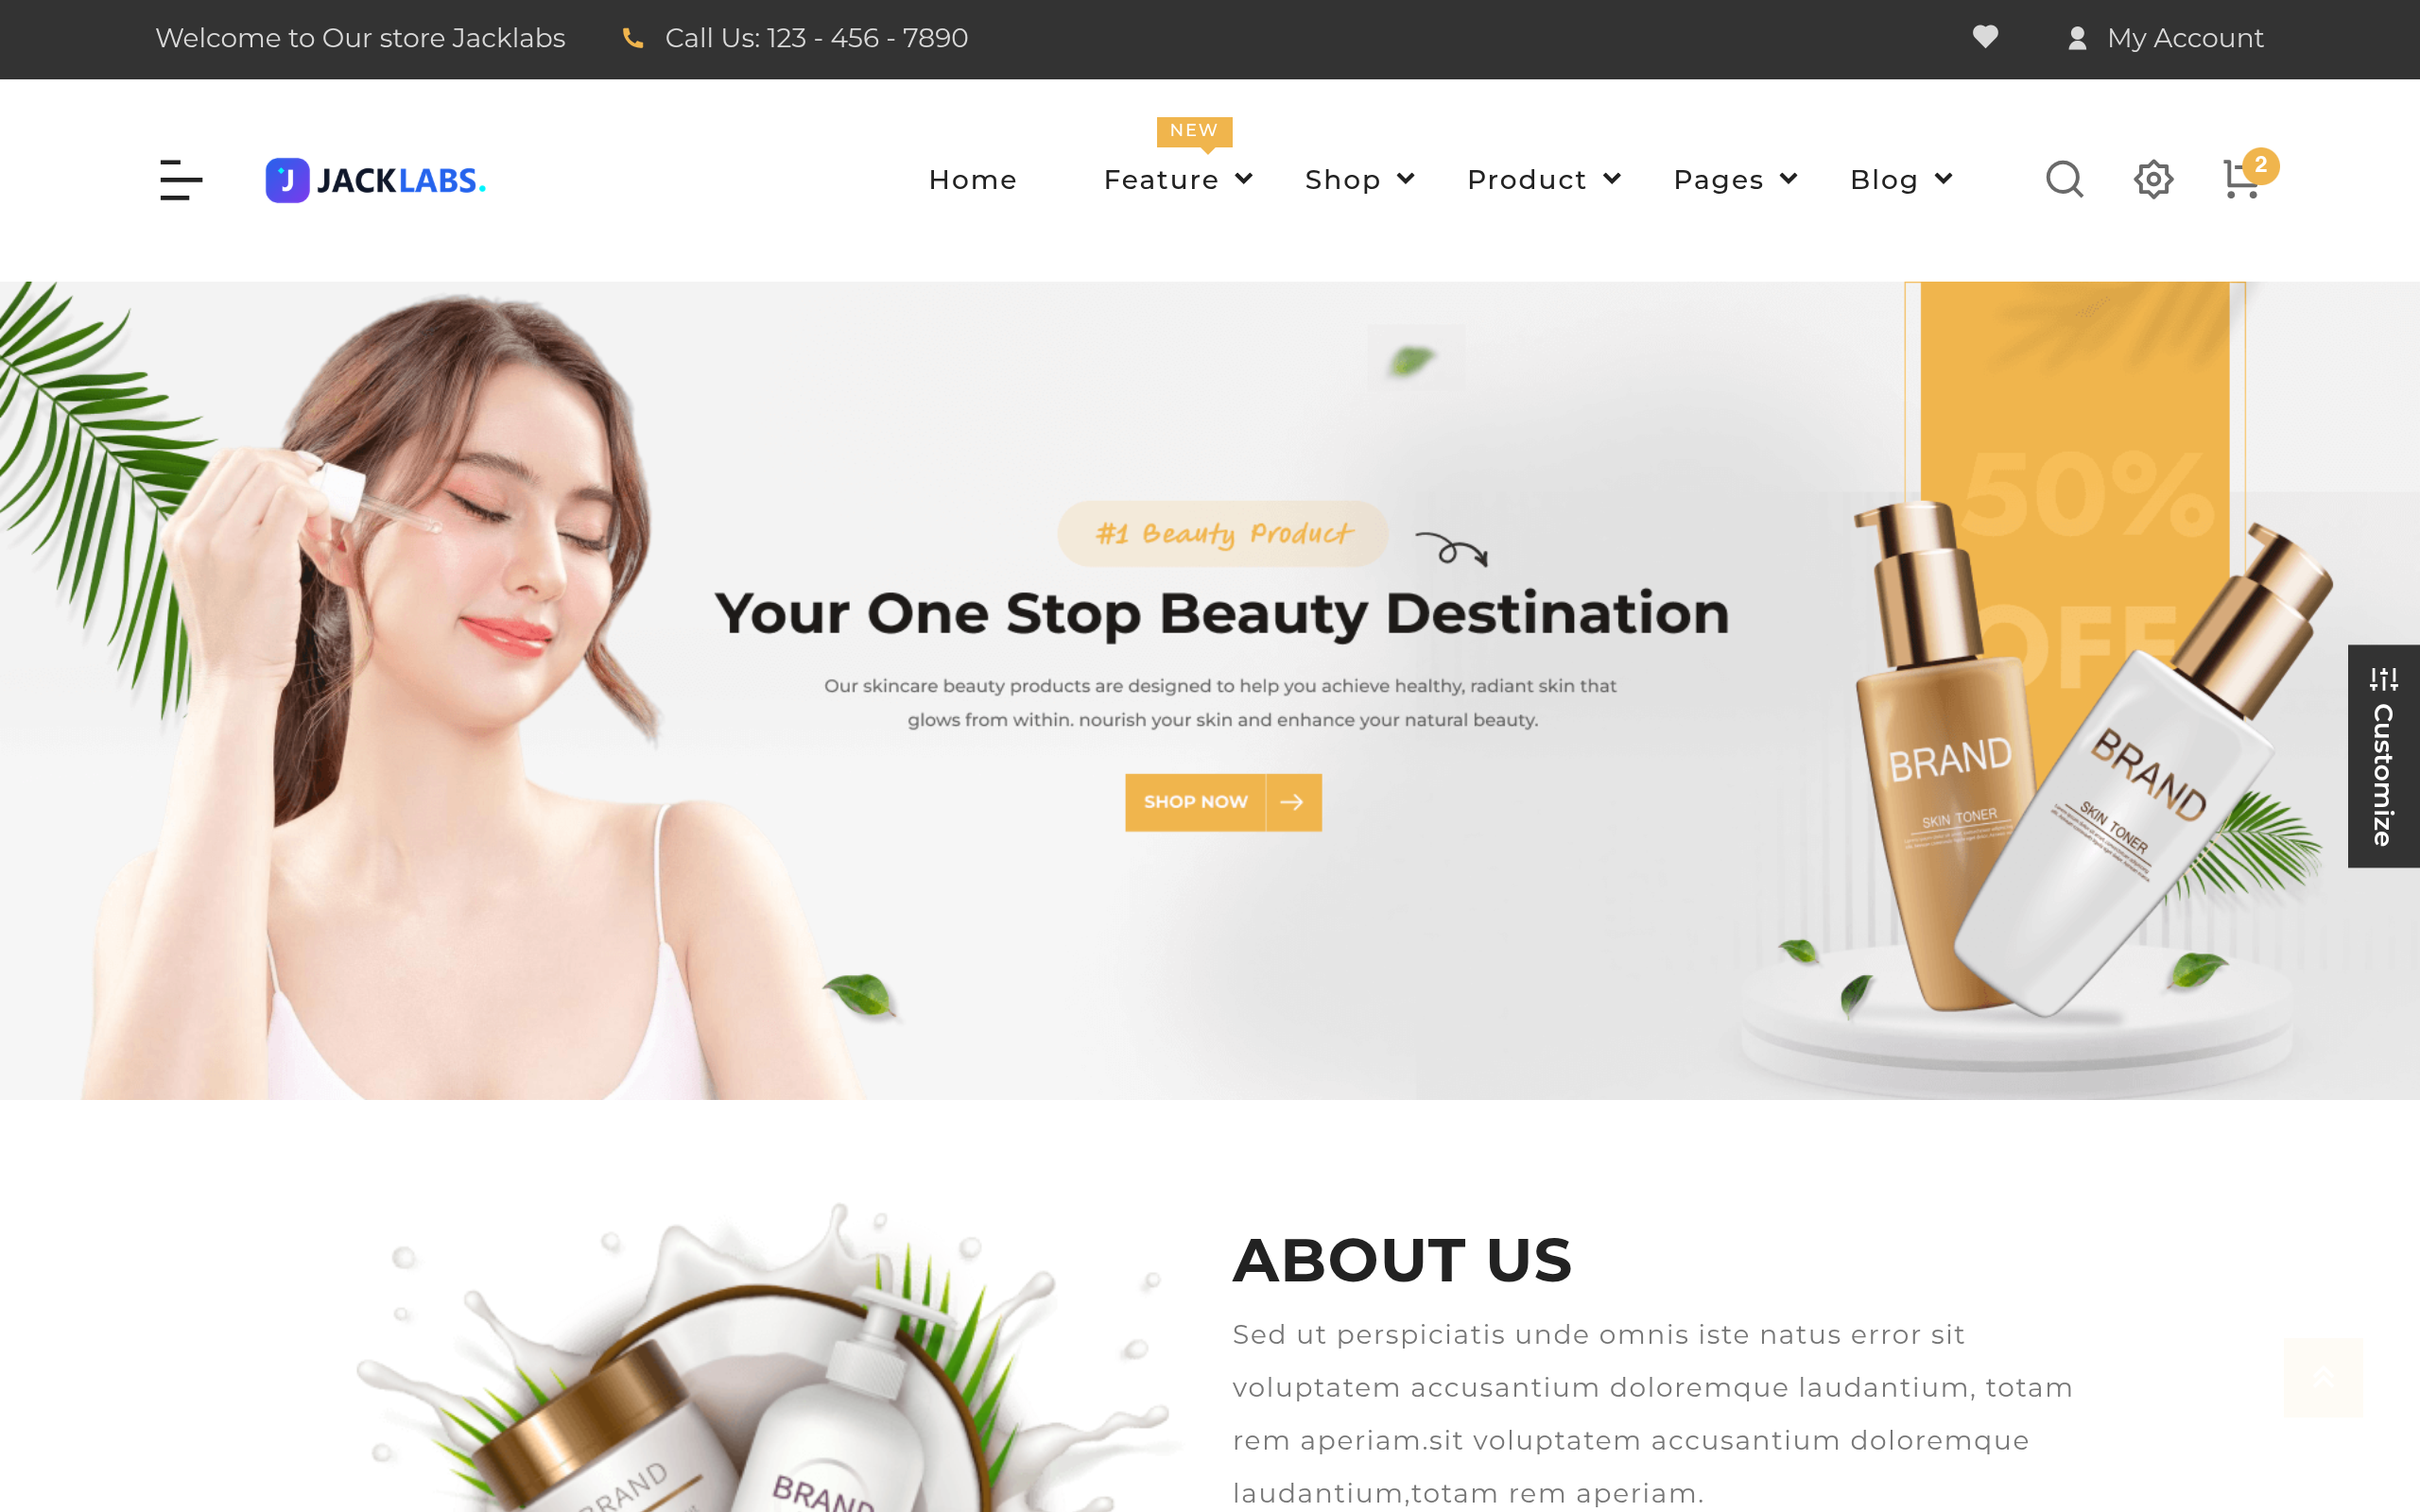 Welcome to Our store Jacklabs
Call Us: 123 - 456 - 7890
My Account
NEW
J JACKLABS.
Home
Feature
Shop
Product
Pages
Blog
2
50%
OFF
#1 Beauty Product
Your One Stop Beauty Destination
Our skincare beauty products are designed to help you achieve healthy, radiant skin that
glows from within. nourish your skin and enhance your natural beauty.
SHOP NOW
BRAND
SKIN TONER
BRAND
SKIN TONER
Customize
ABOUT US
Sed ut perspiciatis unde omnis iste natus error sit
voluptatem accusantium doloremque laudantium, totam
rem aperiam.sit voluptatem accusantium doloremque
laudantium,totam rem aperiam.
BRAND
BRAND